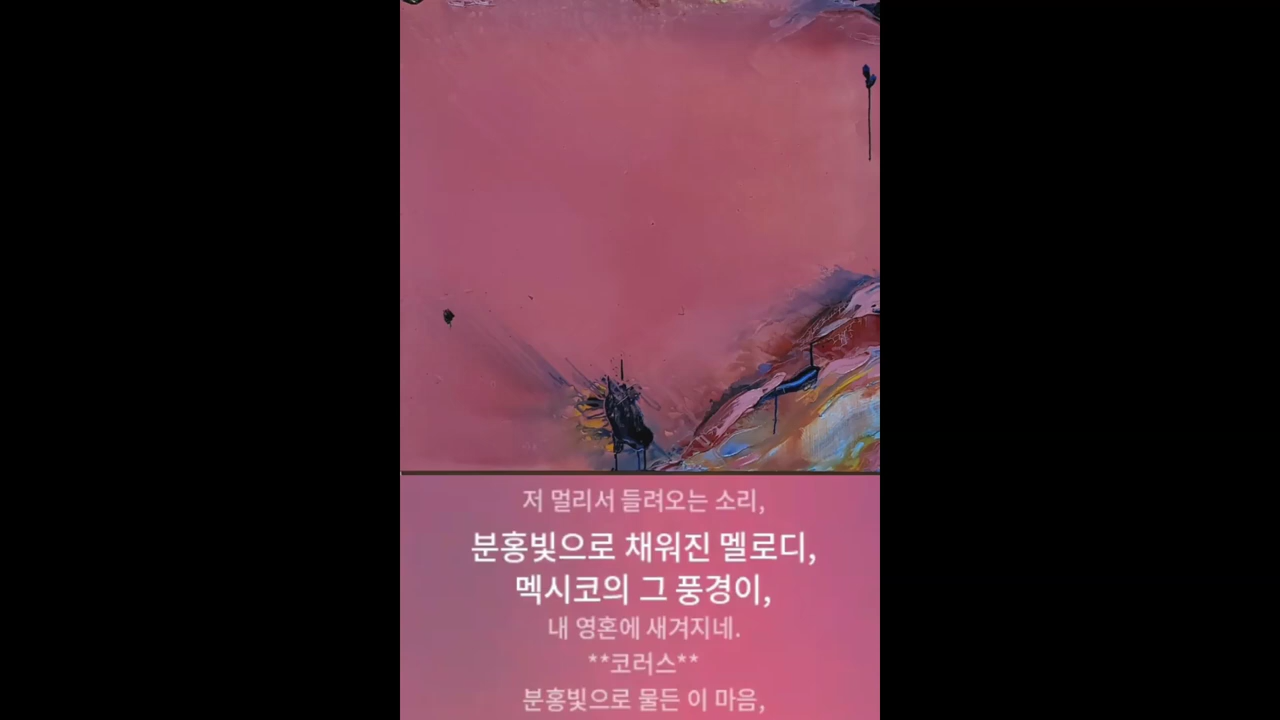 저 멀리서 들려오는 소리,
분홍빛으로 채워진 멜로디,
멕시코의 그 풍경이,
내 영혼에 새겨지네.
**코러스**
분홍빛으로 물든 이 마음,